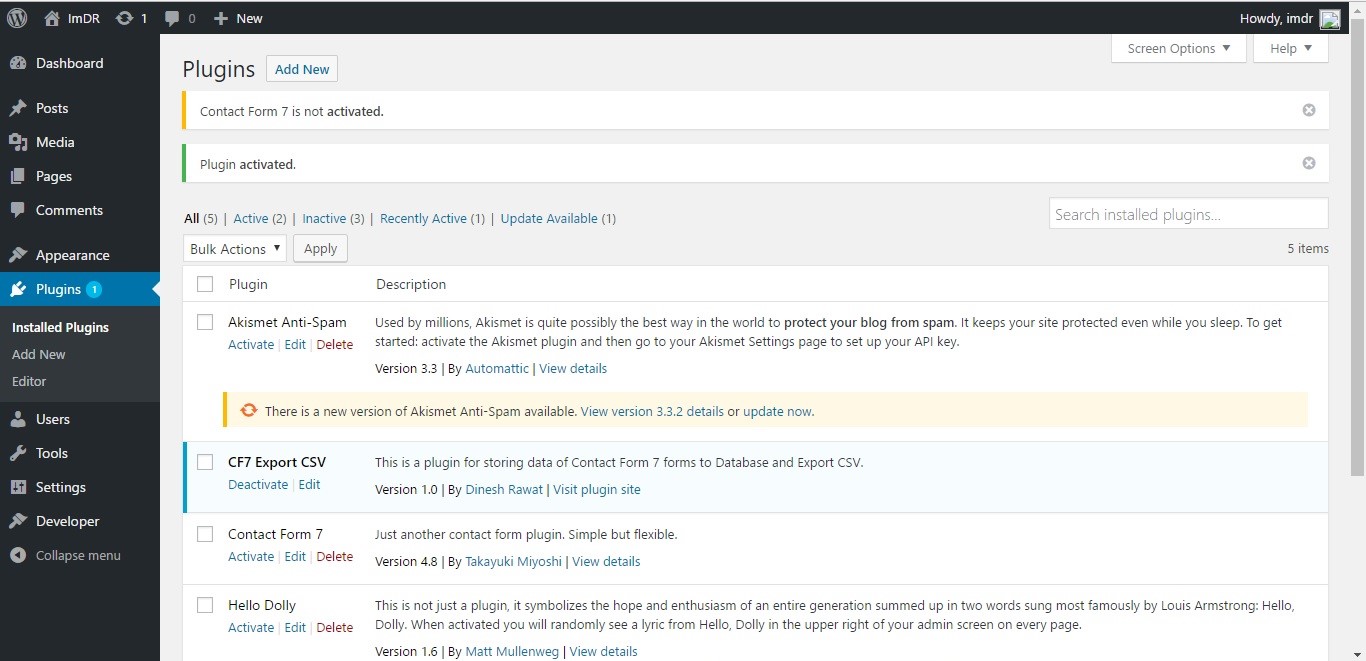 ImDR 1 0 New Howdy, imdr
Dashboard
Posts
Media
Pages
Comments
Appearance
Plugins 1
Installed Plugins
Add New
Editor
Users
Tools
Settings
Developer
Collapse menu
Screen Options Help
Plugins Add New
Contact Form 7 is not activated.
Plugin activated.
All (5) | Active (2) | Inactive (3) | Recently Active (1) | Update Available (1)
Search installed plugins...
Bulk Actions Apply
5 items
Plugin Description
Akismet Anti-Spam
Activate | Edit | Delete
Used by millions, Akismet is quite possibly the best way in the world to protect your blog from spam. It keeps your site protected even while you sleep. To get
started: activate the Akismet plugin and then go to your Akismet Settings page to set up your API key.
Version 3.3 | By Automattic | View details
There is a new version of Akismet Anti-Spam available. View version 3.3.2 details or update now.
CF7 Export CSV
Deactivate | Edit
This is a plugin for storing data of Contact Form 7 forms to Database and Export CSV.
Version 1.0 | By Dinesh Rawat | Visit plugin site
Contact Form 7
Activate | Edit | Delete
Just another contact form plugin. Simple but flexible.
Version 4.8 | By Takayuki Miyoshi | View details
Hello Dolly
Activate | Edit | Delete
This is not just a plugin, it symbolizes the hope and enthusiasm of an entire generation summed up in two words sung most famously by Louis Armstrong: Hello,
Dolly. When activated you will randomly see a lyric from Hello, Dolly in the upper right of your admin screen on every page.
Version 1.6 | By Matt Mullenweg | View details